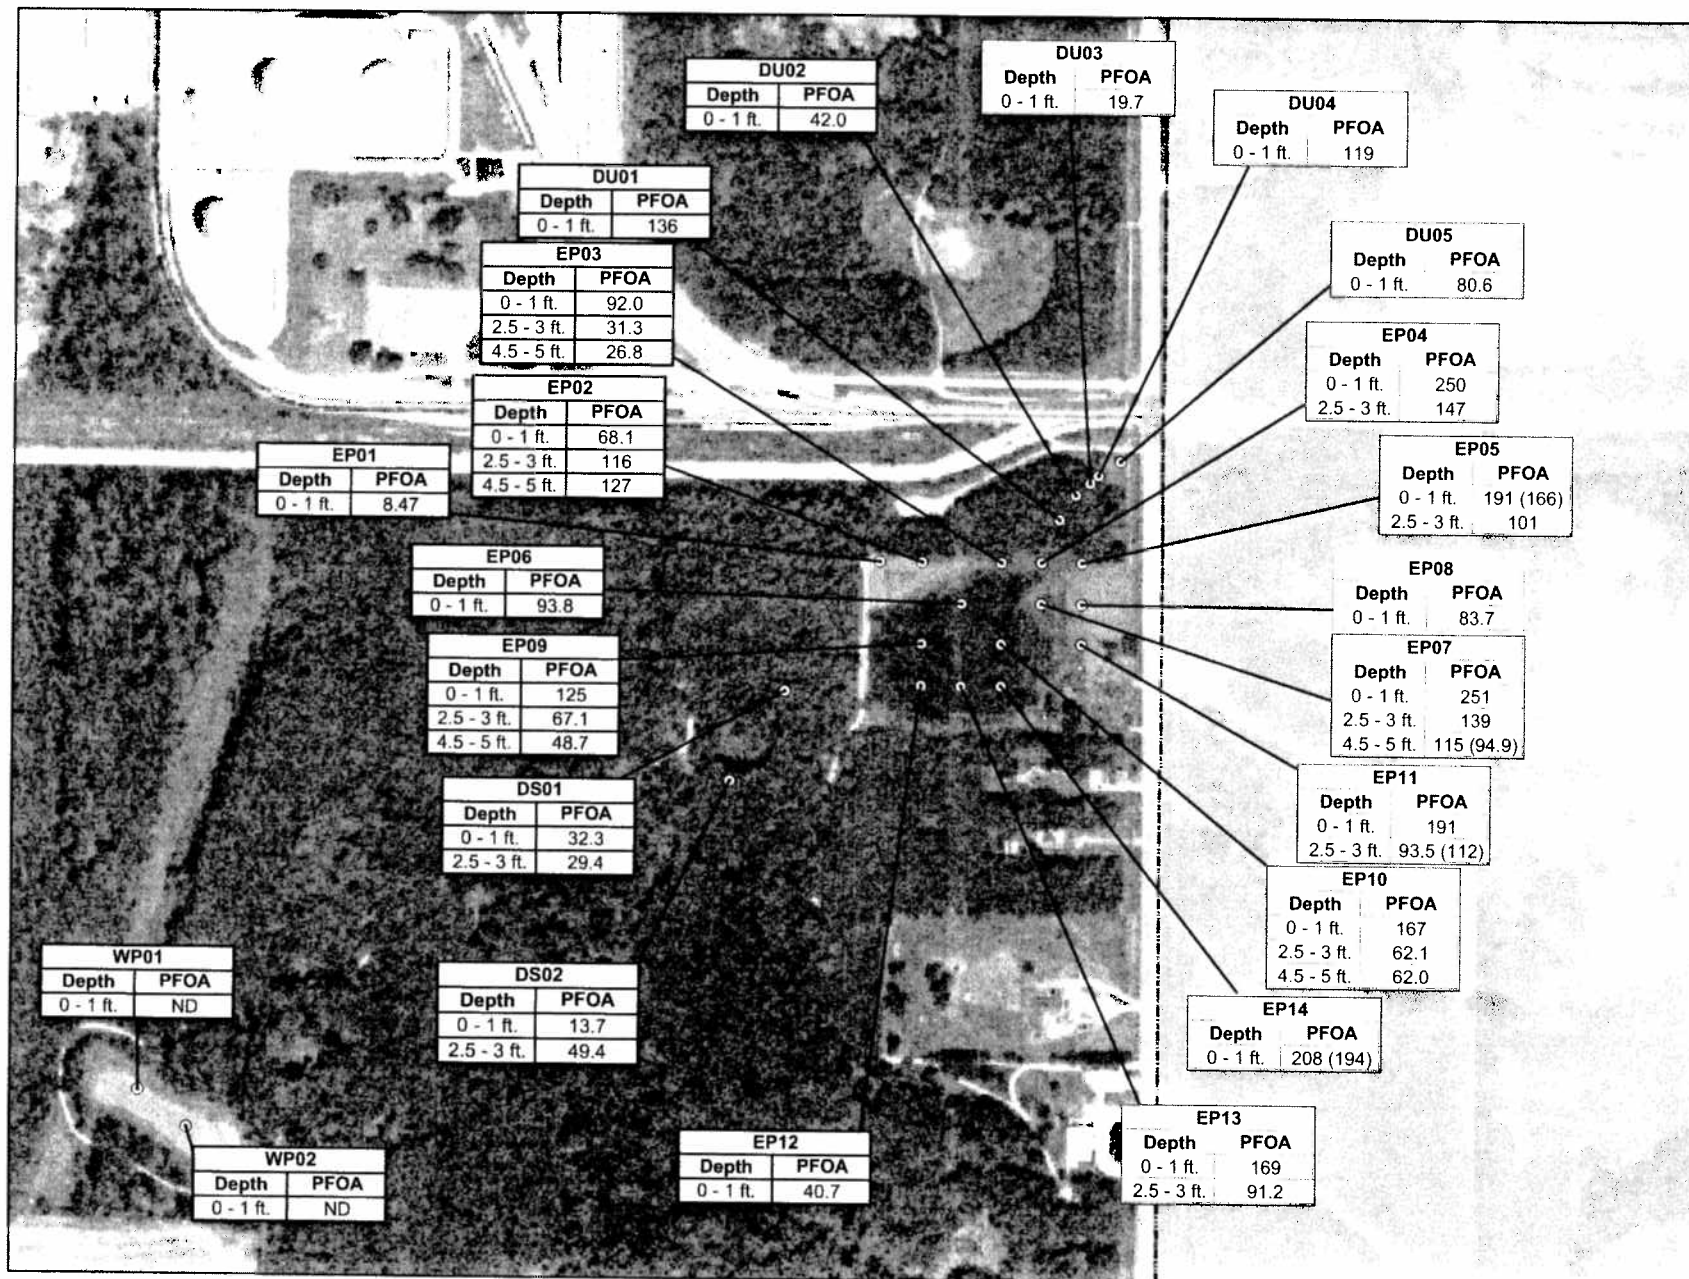 DU02
Depth PFOA
0 - 1 ft. 42.0
DU03
Depth PFOA
0 - 1 ft. 19.7
DU04
Depth PFOA
0 - 1 ft. 119
DU01
Depth PFOA
0 - 1 ft. 136
DU05
Depth PFOA
0 - 1 ft. 80.6
EP03
Depth PFOA
0 - 1 ft. 92.0
2.5 - 3 ft. 31.3
4.5 - 5 ft. 26.8
EP04
Depth PFOA
0 - 1 ft. 250
2.5 - 3 ft. 147
EP02
Depth PFOA
0 - 1 ft. 68.1
2.5 - 3 ft. 116
4.5 - 5 ft. 127
EP01
Depth PFOA
0 - 1 ft. 8.47
EP05
Depth PFOA
0 - 1 ft. 191 (166)
2.5 - 3 ft. 101
EP06
Depth PFOA
0 - 1 ft. 93.8
EP08
Depth PFOA
0 - 1 ft. 83.7
EP09
Depth PFOA
0 - 1 ft. 125
2.5 - 3 ft. 67.1
4.5 - 5 ft. 48.7
EP07
Depth PFOA
0 - 1 ft. 251
2.5 - 3 ft. 139
4.5 - 5 ft. 115 (94.9)
DS01
Depth PFOA
0 - 1 ft. 32.3
2.5 - 3 ft. 29.4
EP11
Depth PFOA
0 - 1 ft. 191
2.5 - 3 ft. 93.5 (112)
EP10
Depth PFOA
0 - 1 ft. 167
2.5 - 3 ft. 62.1
4.5 - 5 ft. 62.0
WP01
Depth PFOA
0 - 1 ft. ND
DS02
Depth PFOA
0 - 1 ft. 13.7
2.5 - 3 ft. 49.4
EP14
Depth PFOA
0 - 1 ft. 208 (194)
EP13
Depth PFOA
0 - 1 ft. 169
2.5 - 3 ft. 91.2
EP12
Depth PFOA
0 - 1 ft. 40.7
WP02
Depth PFOA
0 - 1 ft. ND